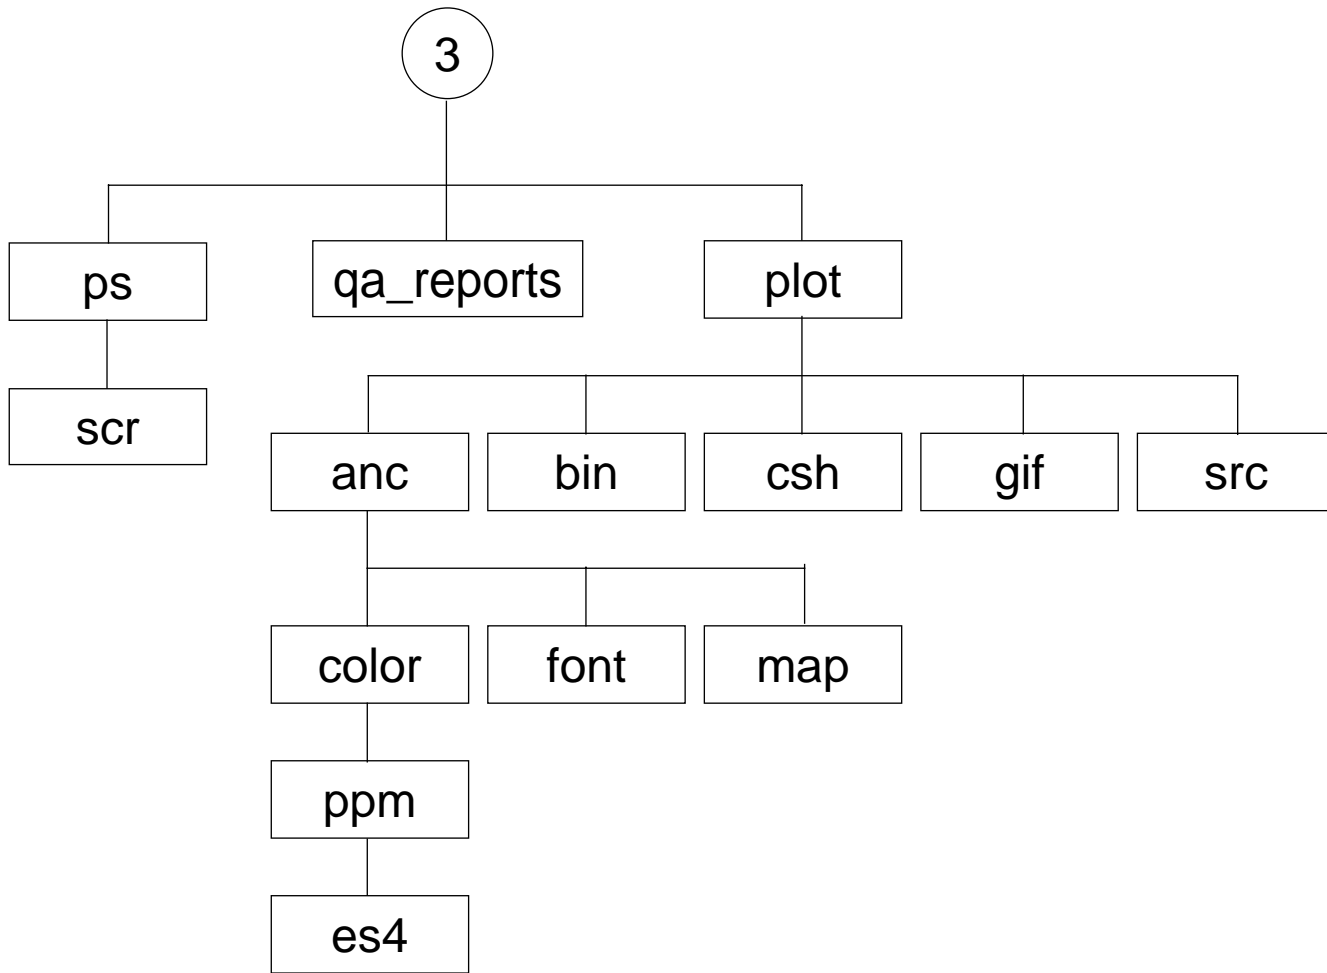 3
ps
qa_reports
plot
scr
anc
bin
csh
gif
src
color
font
map
ppm
es4